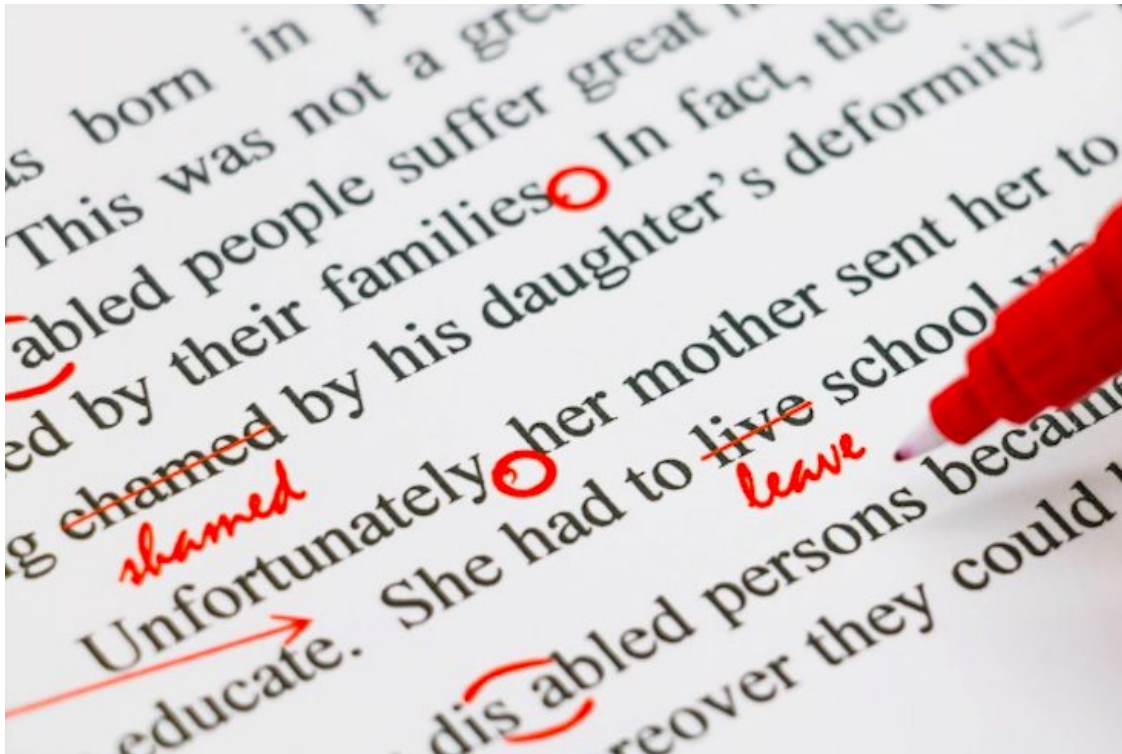 as born in
This was not a great
abled people suffer great
ed by their families. In fact, the
g chamed by his daughter's deformity –
shamed
Unfortunately, her mother sent her to
educate. She had to live school
leave
dis abled persons became
reover they could